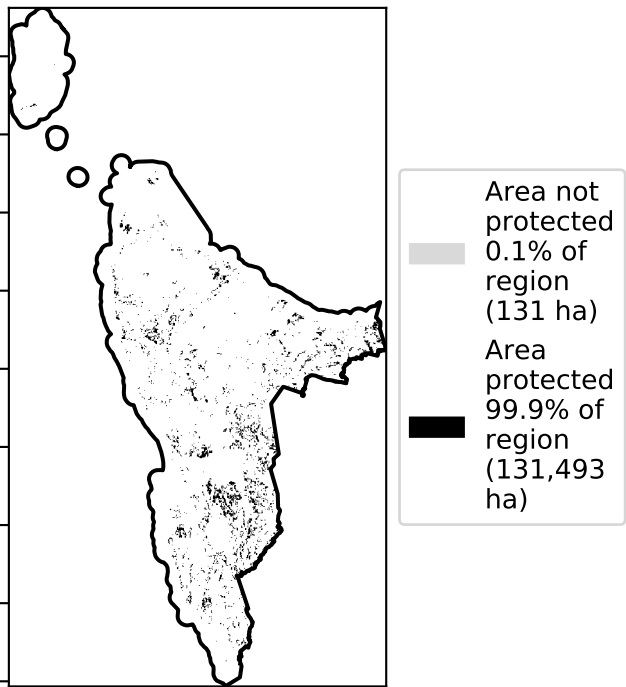 Area not
protected
0.1% of
region
(131 ha)
Area
protected
99.9% of
region
(131,493
ha)